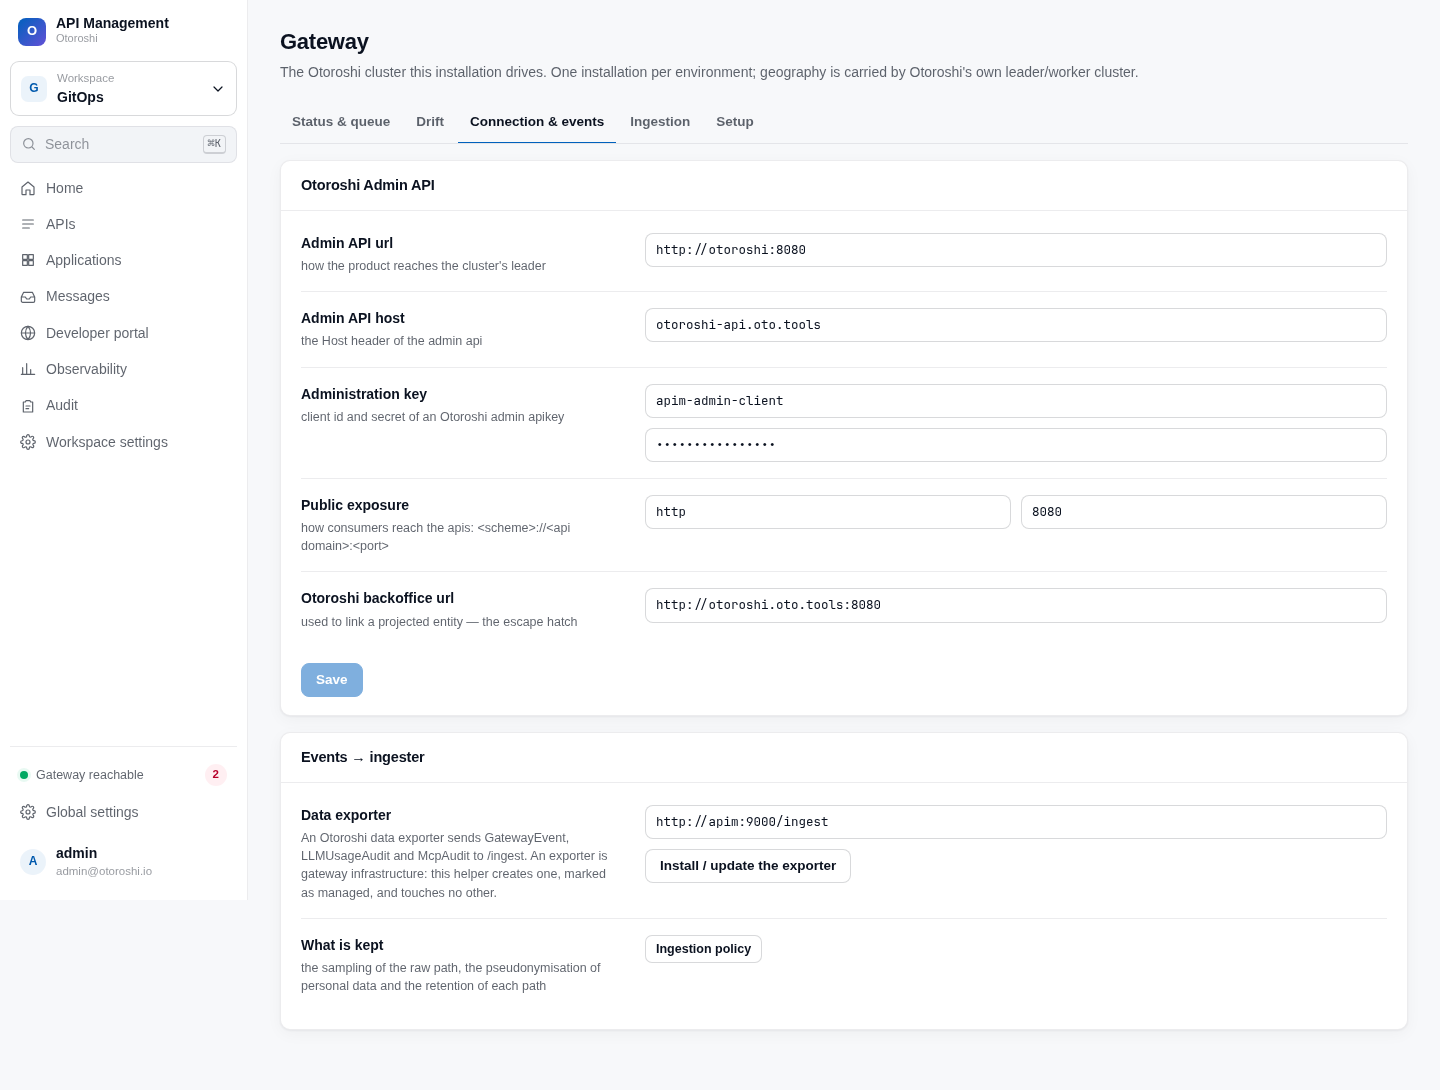 O
API Management
Otoroshi
G
Workspace
GitOps
Search
⌘K
Home
APIs
Applications
Messages
Developer portal
Observability
Audit
Workspace settings
Gateway reachable
2
Global settings
A
admin
admin@otoroshi.io
Gateway
The Otoroshi cluster this installation drives. One installation per environment; geography is carried by Otoroshi's own leader/worker cluster.
Status & queue
Drift
Connection & events
Ingestion
Setup
Otoroshi Admin API
Admin API url
how the product reaches the cluster's leader
http://otoroshi:8080
Admin API host
the Host header of the admin api
otoroshi-api.oto.tools
Administration key
client id and secret of an Otoroshi admin apikey
apim-admin-client
••••••••••••••••
Public exposure
how consumers reach the apis: <scheme>://<api
domain>:<port>
http
8080
Otoroshi backoffice url
used to link a projected entity — the escape hatch
http://otoroshi.oto.tools:8080
Save
Events → ingester
Data exporter
An Otoroshi data exporter sends GatewayEvent,
LLMUsageAudit and McpAudit to /ingest. An exporter is
gateway infrastructure: this helper creates one, marked
as managed, and touches no other.
http://apim:9000/ingest
Install / update the exporter
What is kept
the sampling of the raw path, the pseudonymisation of
personal data and the retention of each path
Ingestion policy